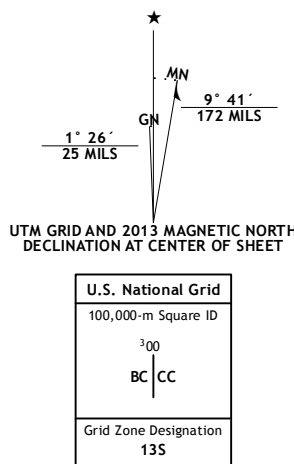 ★
MN
GN
9° 41´
172 MILS
1° 26´
25 MILS
UTM GRID AND 2013 MAGNETIC NORTH
DECLINATION AT CENTER OF SHEET
U.S. National Grid
100,000-m Square ID
³00
BC CC
Grid Zone Designation
13S